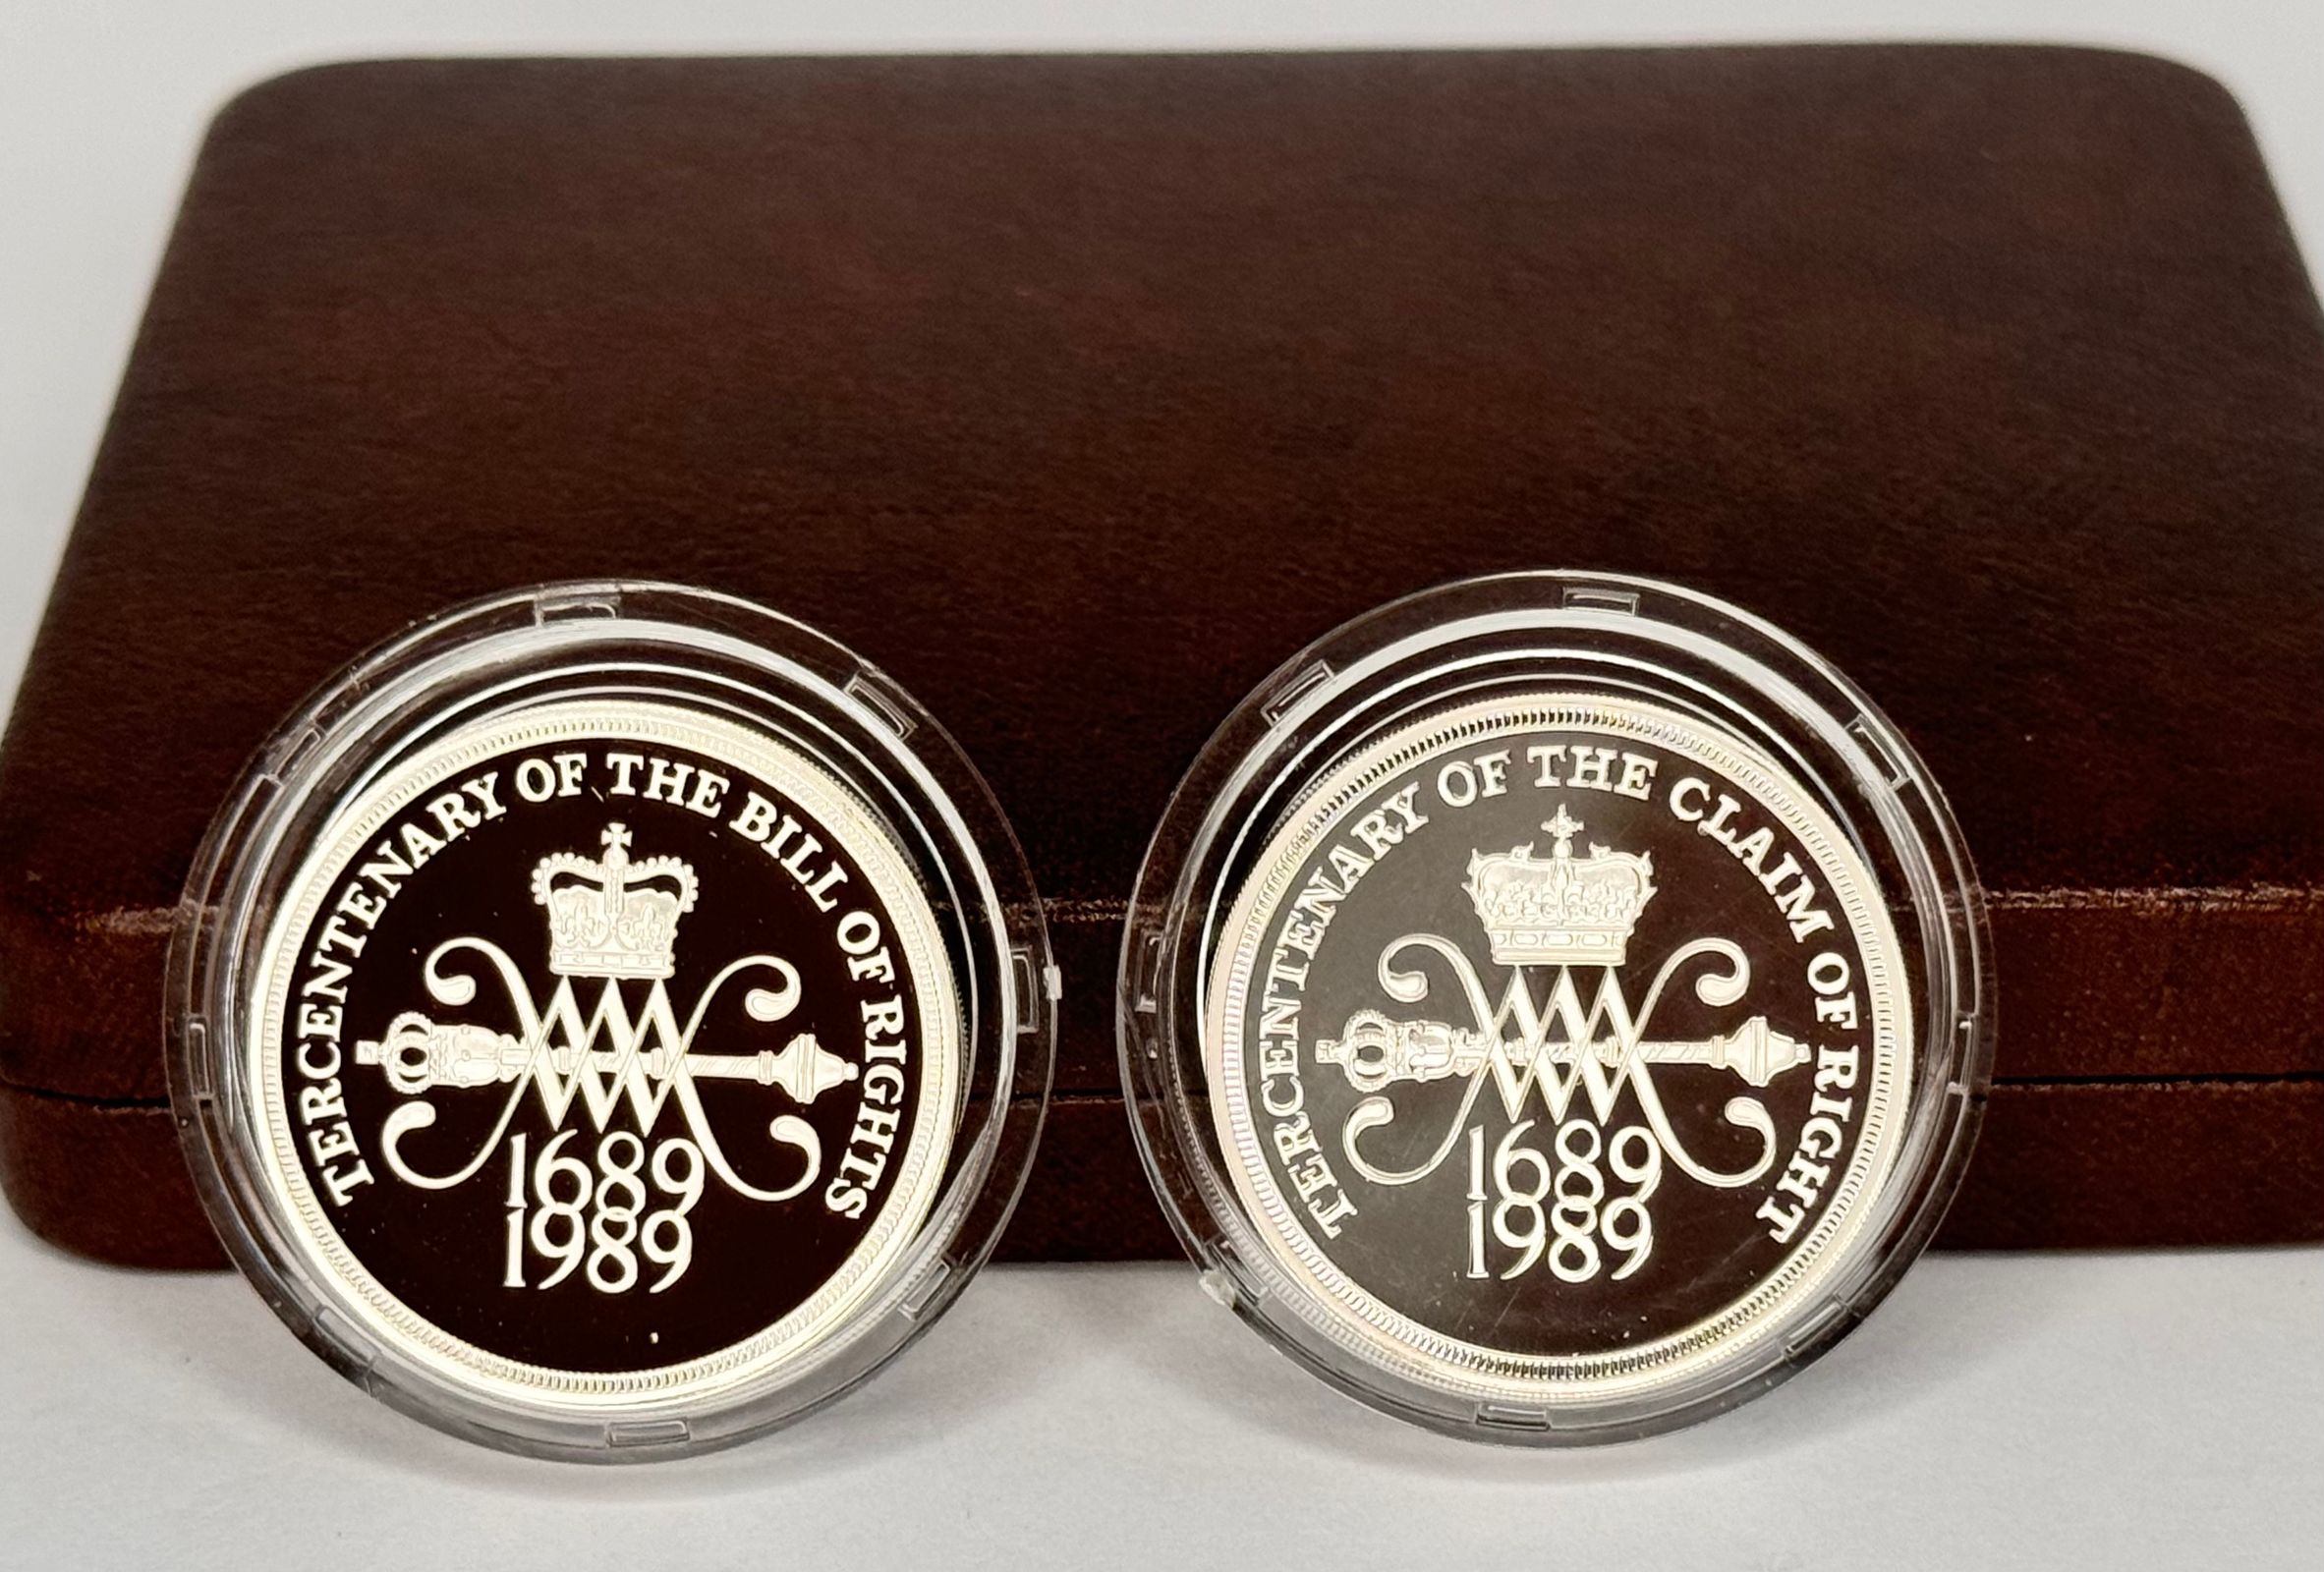 TERCENTENARY OF THE BILL OF RIGHTS
1689
1989
TERCENTENARY OF THE CLAIM OF RIGHT
1689
1989